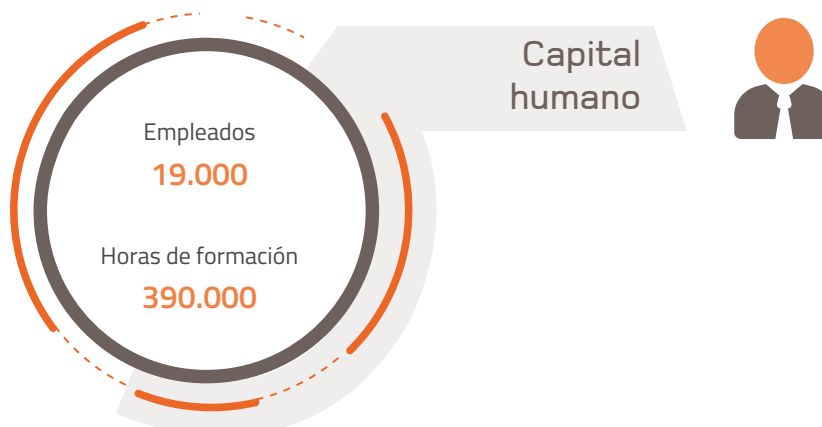 Capital
humano
Empleados
19.000
Horas de formación
390.000